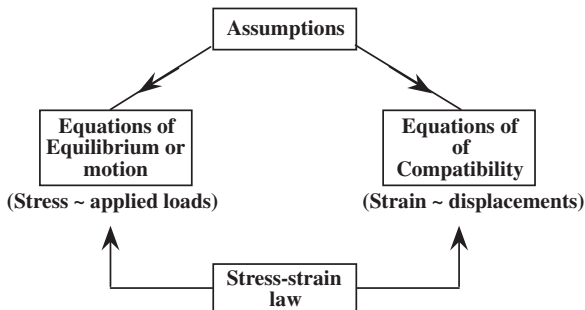 Assumptions
Equations of
Equilibrium or
motion
(Stress ~ applied loads)
Equations of
of
Compatibility
(Strain ~ displacements)
Stress-strain
law